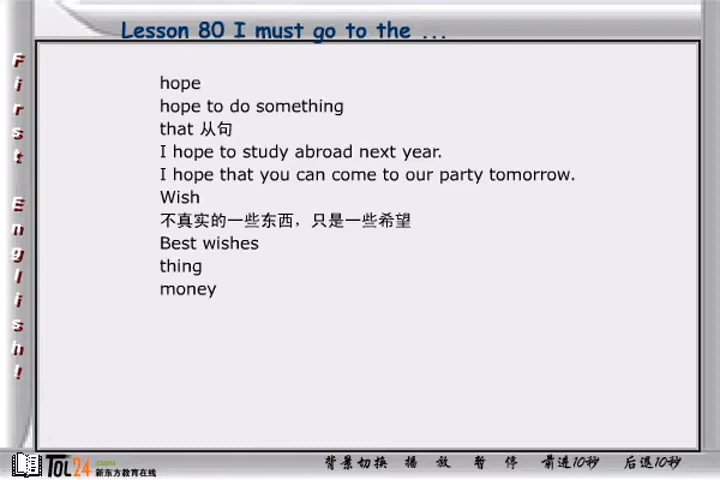 Lesson 80 I must go to the ...
First English!
hope
hope to do something
that 从句
I hope to study abroad next year.
I hope that you can come to our party tomorrow.
Wish
不真实的一些东西，只是一些希望
Best wishes
thing
money
TOL24 新东方教育在线
背景切换 播 放 暂 停 前进10秒 后退10秒